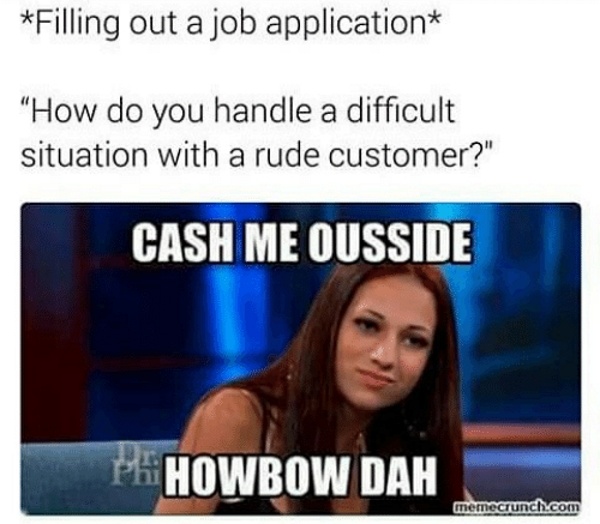 *Filling out a job application*
"How do you handle a difficult
situation with a rude customer?"
CASH ME OUSSIDE
Dr.
Phi
HOWBOW DAH
memecrunch.com